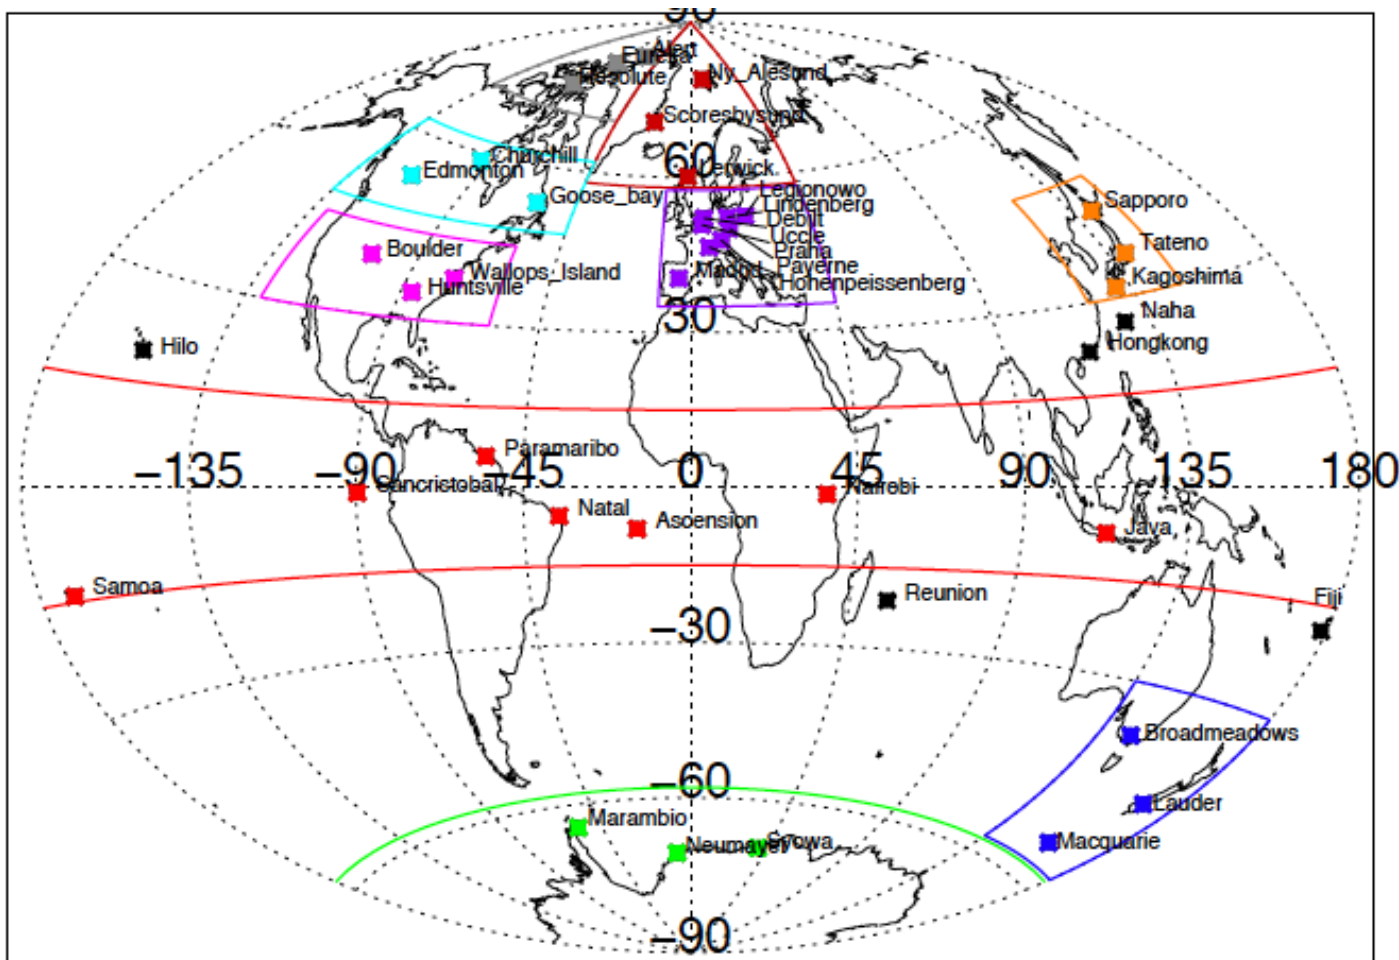 90
Alert
Eureka
Resolute
Ny_Alesund
Scoresbysund
60
Churchill
Edmonton
Lerwick
Goose_bay
Legionowo
Lindenberg
Debilt
Uccle
Praha
Payerne
Hohenpeissenberg
Madrid
Sapporo
Tateno
Kagoshima
Boulder
Wallops_Island
Huntsville
30
Naha
Hongkong
Hilo
Paramaribo
−135
−90
−45
0
45
90
135
180
Sancristobal
Nairobi
Natal
Ascension
Java
Samoa
Reunion
Fiji
−30
Broadmeadows
−60
Lauder
Marambio
Neumayer
Syowa
Macquarie
−90